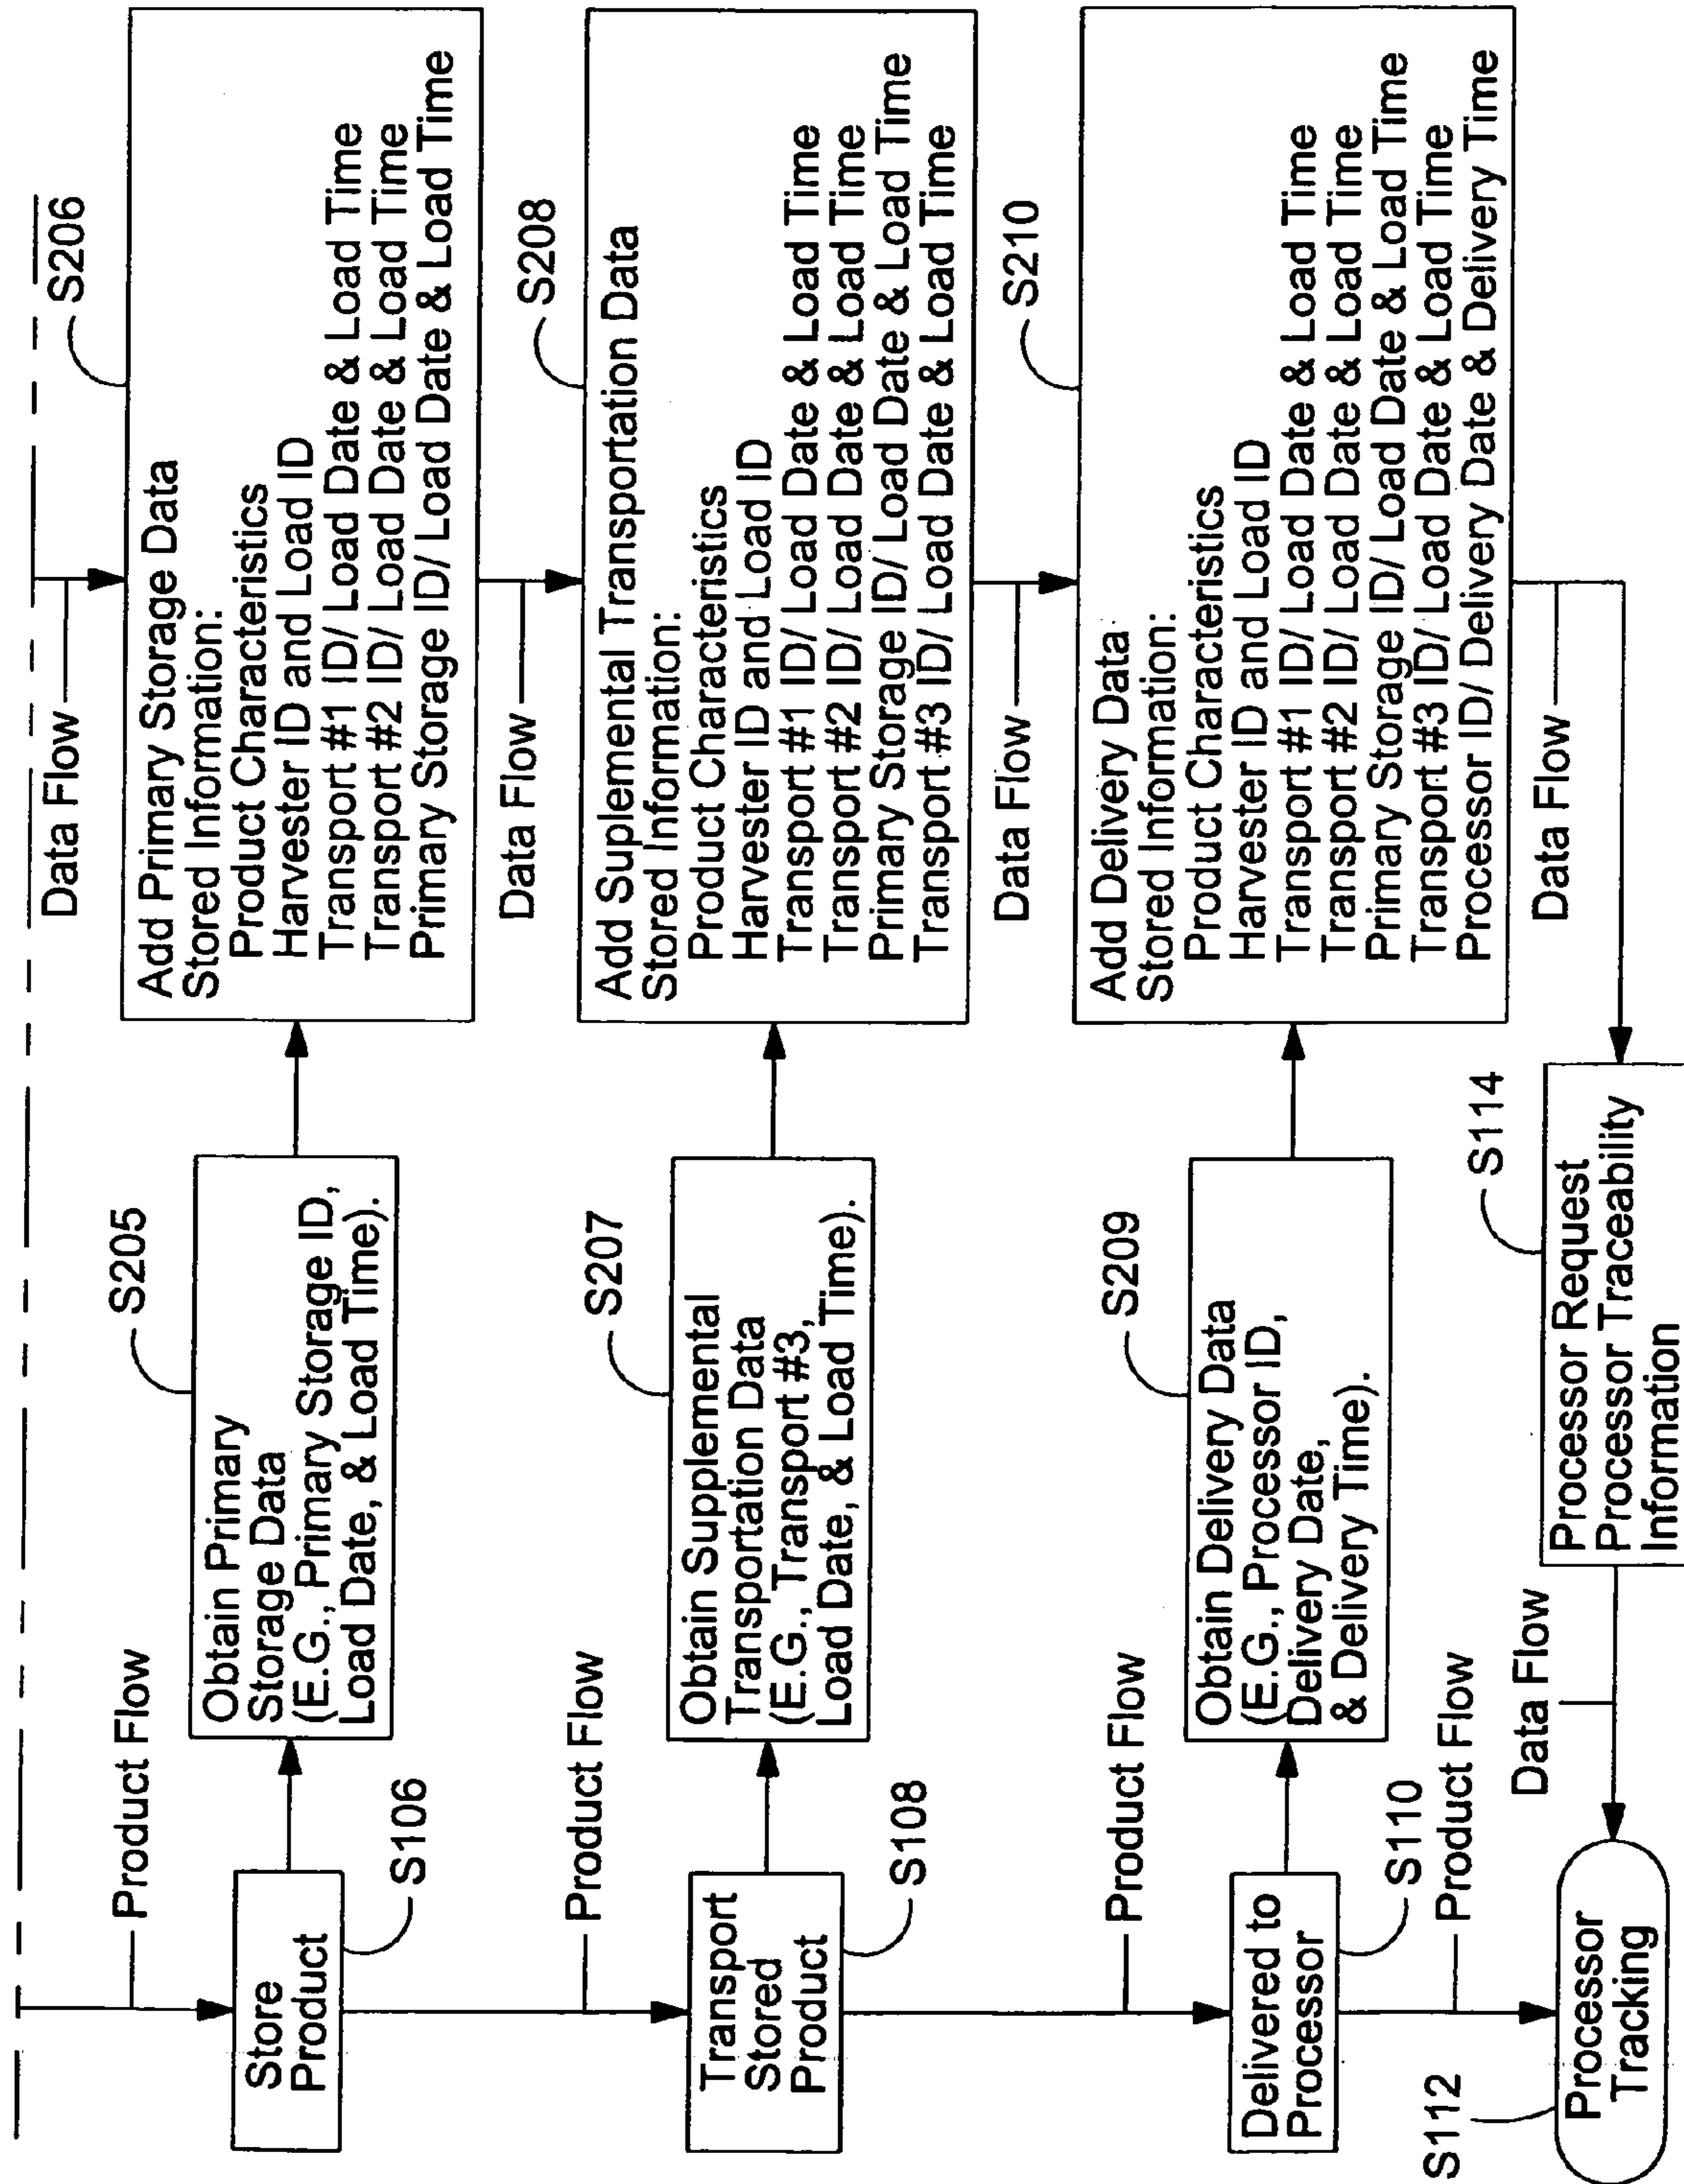 Product Flow
Data Flow
Store
Product
S106
Obtain Primary
Storage Data
(E.G., Primary Storage ID,
Load Date, & Load Time).
S205
Add Primary Storage Data
Stored Information:
Product Characteristics
Harvester ID and Load ID
Transport #1 ID/ Load Date & Load Time
Transport #2 ID/ Load Date & Load Time
Primary Storage ID/ Load Date & Load Time
S206
Product Flow
Data Flow
Transport
Stored
Product
S108
Obtain Supplemental
Transportation Data
(E.G., Transport #3,
Load Date, & Load Time).
S207
Add Suplemental Transportation Data
Stored Information:
Product Characteristics
Harvester ID and Load ID
Transport #1 ID/ Load Date & Load Time
Transport #2 ID/ Load Date & Load Time
Primary Storage ID/ Load Date & Load Time
Transport #3 ID/ Load Date & Load Time
S208
Product Flow
Data Flow
Delivered to
Processor
S110
Obtain Delivery Data
(E.G., Processor ID,
Delivery Date,
& Delivery Time).
S209
Add Delivery Data
Stored Information:
Product Characteristics
Harvester ID and Load ID
Transport #1 ID/ Load Date & Load Time
Transport #2 ID/ Load Date & Load Time
Primary Storage ID/ Load Date & Load Time
Transport #3 ID/ Load Date & Load Time
Processor ID/ Delivery Date & Delivery Time
S210
Product Flow
Data Flow
S112
Processor
Tracking
Data Flow
Processor Request
Processor Traceability
Information
S114